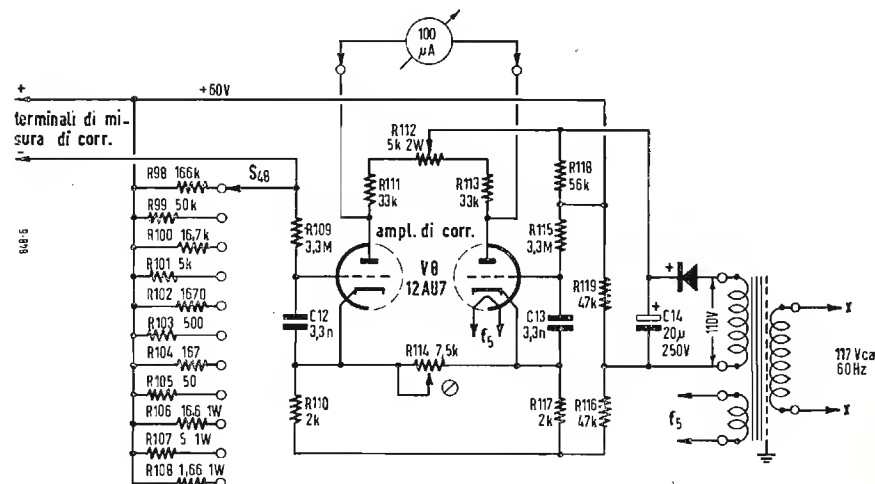 100
µA
+60V
+
terminali di mi-
sura di corr.
-
R98 166k
S48
R99 50k
R100 16,7k
R101 5k
R102 1670
R103 500
R104 167
R105 50
R106 16,6 1W
R107 5 1W
R108 1,66 1W
648-6
R112
5k 2W
R111
33k
R113
33k
R118
56k
R109
3,3M
ampl. di corr.
R115
3,3M
V8
12AU7
R119
47k
C12
3,3n
f5
C13
3,3n
+
+
C14
20µ
250V
110V
117 Vca
60Hz
R114 7,5k
R110
2k
R117
2k
R116
47k
f5